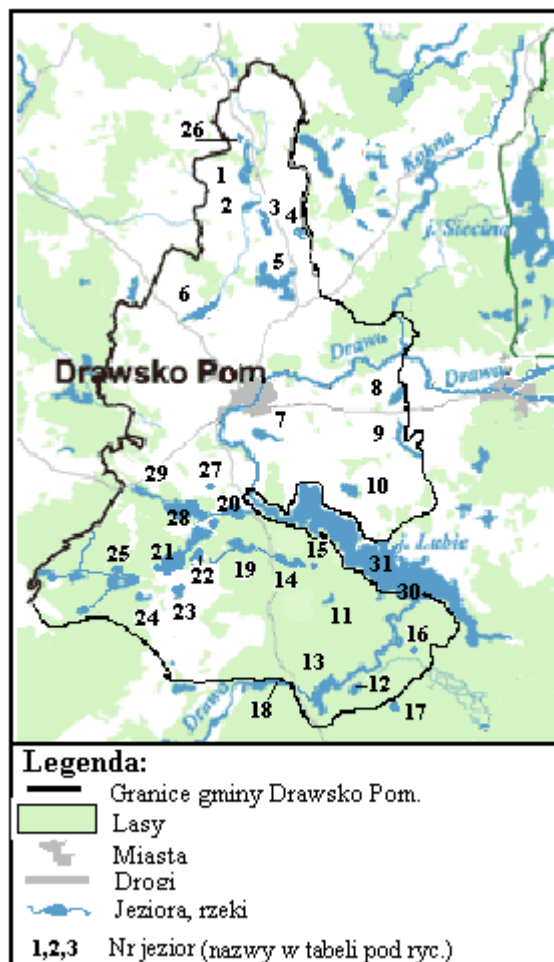 26
1
Kokna
2
3
4
j. Siecino
5
6
Drawa
Drawsko Pom
8
Drawa
7
9
29
27
10
20
28
j. Lubie
15
25
21
31
22
19
14
30
24
23
11
16
13
12
Drawa
18
17
Legenda:
Granice gminy Drawsko Pom.
Lasy
Miasta
Drogi
Jeziora, rzeki
1,2,3 Nr jezior (nazwy w tabeli pod ryc.)